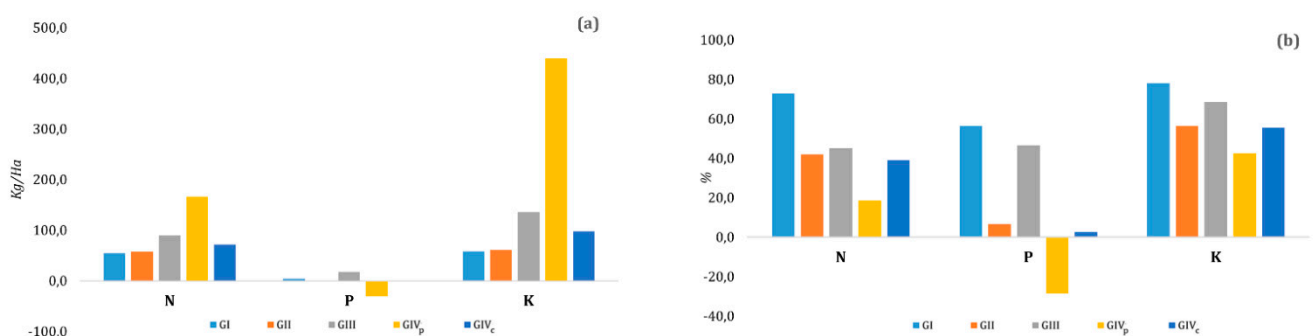 (a)
500,0
400,0
300,0
200,0
100,0
0,0
-100,0
Kg/Ha
N P K
GI GII GIII GIVp GIVc
(b)
100,0
80,0
60,0
40,0
20,0
0,0
-20,0
-40,0
%
N P K
GI GII GIII GIVp GIVc